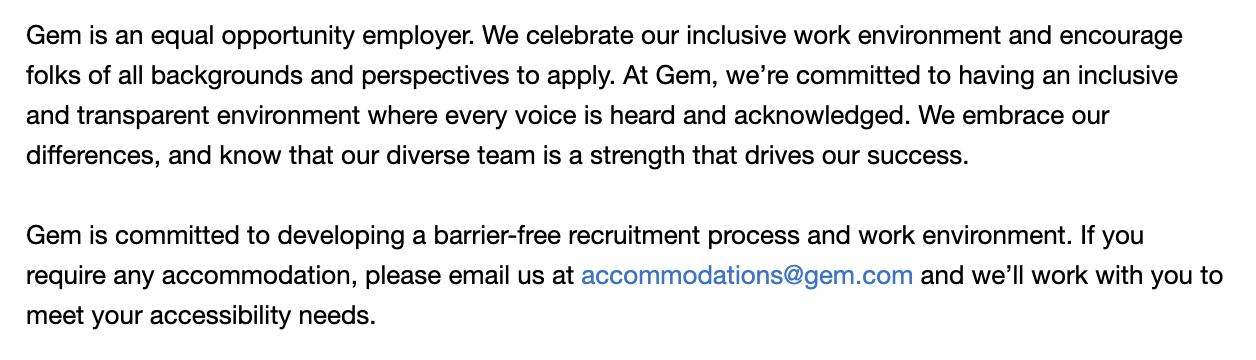 Gem is an equal opportunity employer. We celebrate our inclusive work environment and encourage
folks of all backgrounds and perspectives to apply. At Gem, we’re committed to having an inclusive
and transparent environment where every voice is heard and acknowledged. We embrace our
differences, and know that our diverse team is a strength that drives our success.
Gem is committed to developing a barrier-free recruitment process and work environment. If you
require any accommodation, please email us at accommodations@gem.com and we’ll work with you to
meet your accessibility needs.